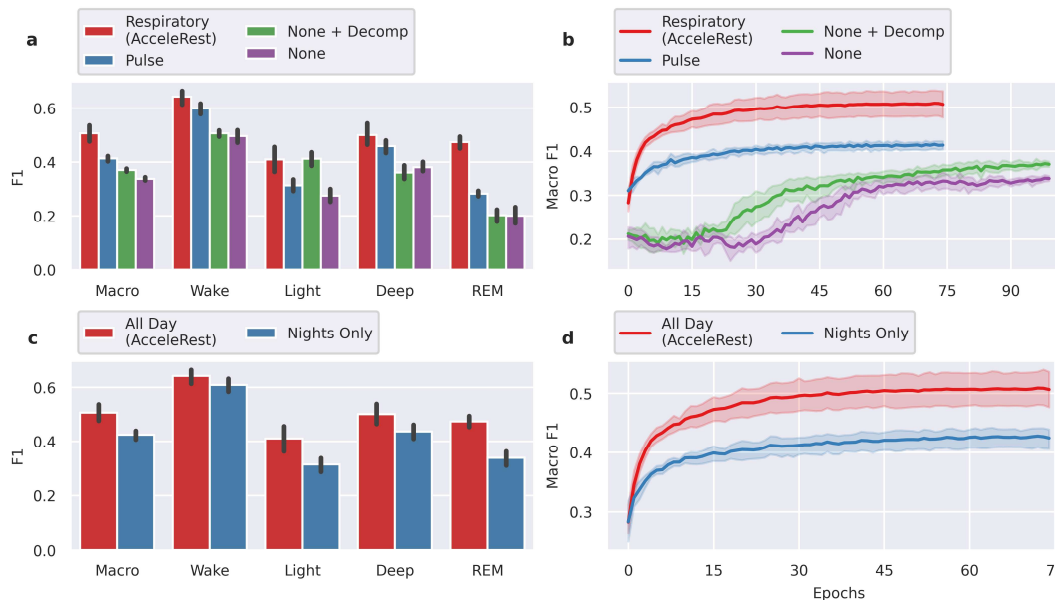 a
Respiratory
(AcceleRest)
Pulse
None + Decomp
None
F1
0.6
0.4
0.2
0.0
Macro
Wake
Light
Deep
REM
b
Respiratory
(AcceleRest)
Pulse
None + Decomp
None
Macro F1
0.5
0.4
0.3
0.2
0
15
30
45
60
75
90
c
All Day
(AcceleRest)
Nights Only
F1
0.6
0.4
0.2
0.0
Macro
Wake
Light
Deep
REM
d
All Day
(AcceleRest)
Nights Only
Macro F1
0.5
0.4
0.3
0
15
30
45
60
7
Epochs